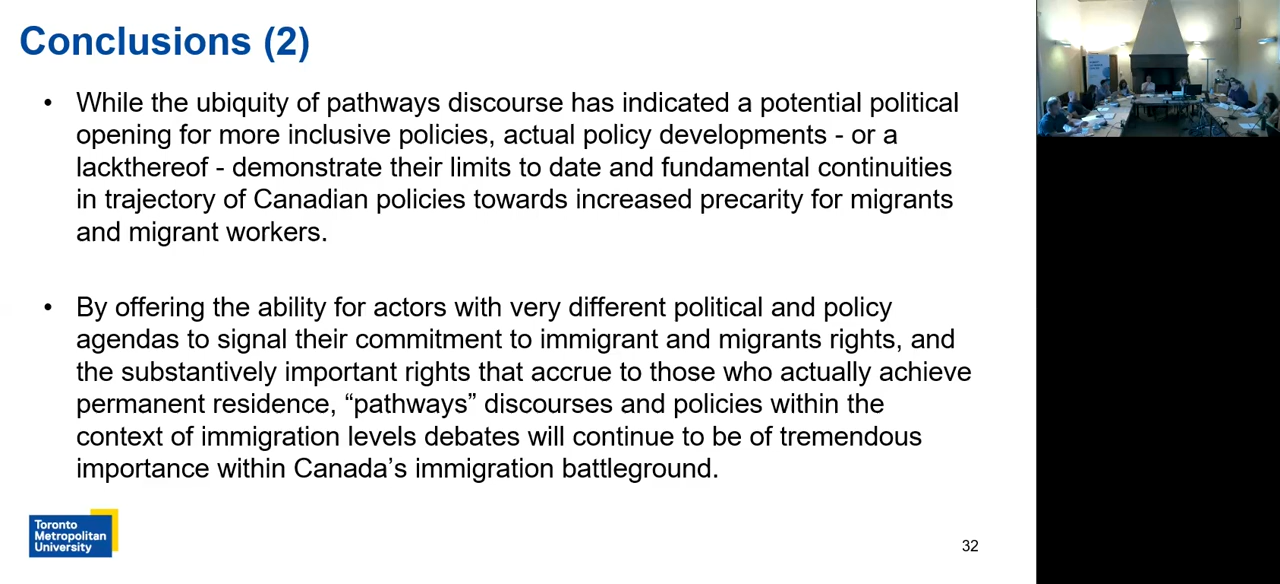 Conclusions (2)
• While the ubiquity of pathways discourse has indicated a potential political
opening for more inclusive policies, actual policy developments - or a
lackthereof - demonstrate their limits to date and fundamental continuities
in trajectory of Canadian policies towards increased precarity for migrants
and migrant workers.
• By offering the ability for actors with very different political and policy
agendas to signal their commitment to immigrant and migrants rights, and
the substantively important rights that accrue to those who actually achieve
permanent residence, “pathways” discourses and policies within the
context of immigration levels debates will continue to be of tremendous
importance within Canada’s immigration battleground.
Toronto
Metropolitan
University
32